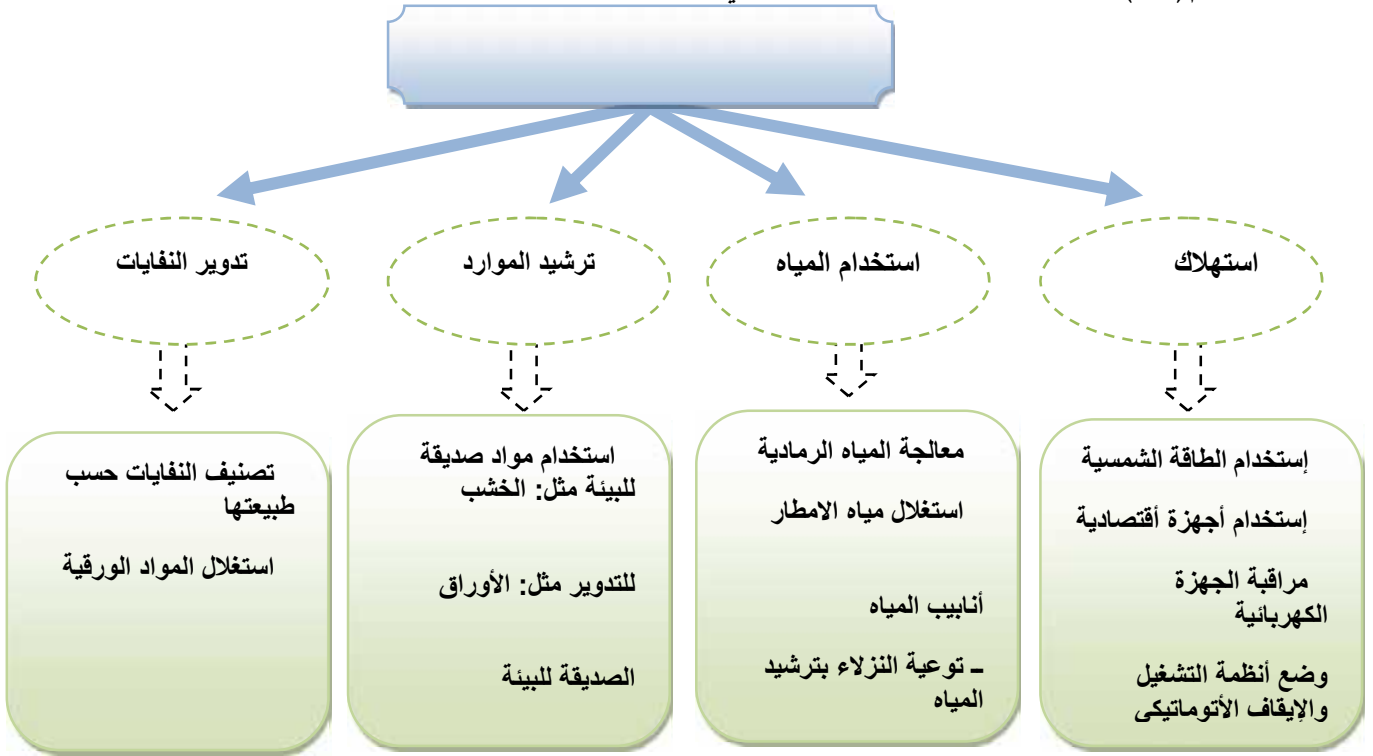 استهلاك
استخدام المياه
ترشيد الموارد
تدوير النفايات
إستخدام الطاقة الشمسية
إستخدام أجهزة أقتصادية
مراقبة الجهزة
الكهربائية
وضع أنظمة التشغيل
والإيقاف الأتوماتيكى
معالجة المياه الرمادية
استغلال مياه الامطار
أنابيب المياه
ـ توعية النزلاء بترشيد
المياه
استخدام مواد صديقة
للبيئة مثل: الخشب
للتدوير مثل: الأوراق
الصديقة للبيئة
تصنيف النفايات حسب
طبيعتها
استغلال المواد الورقية